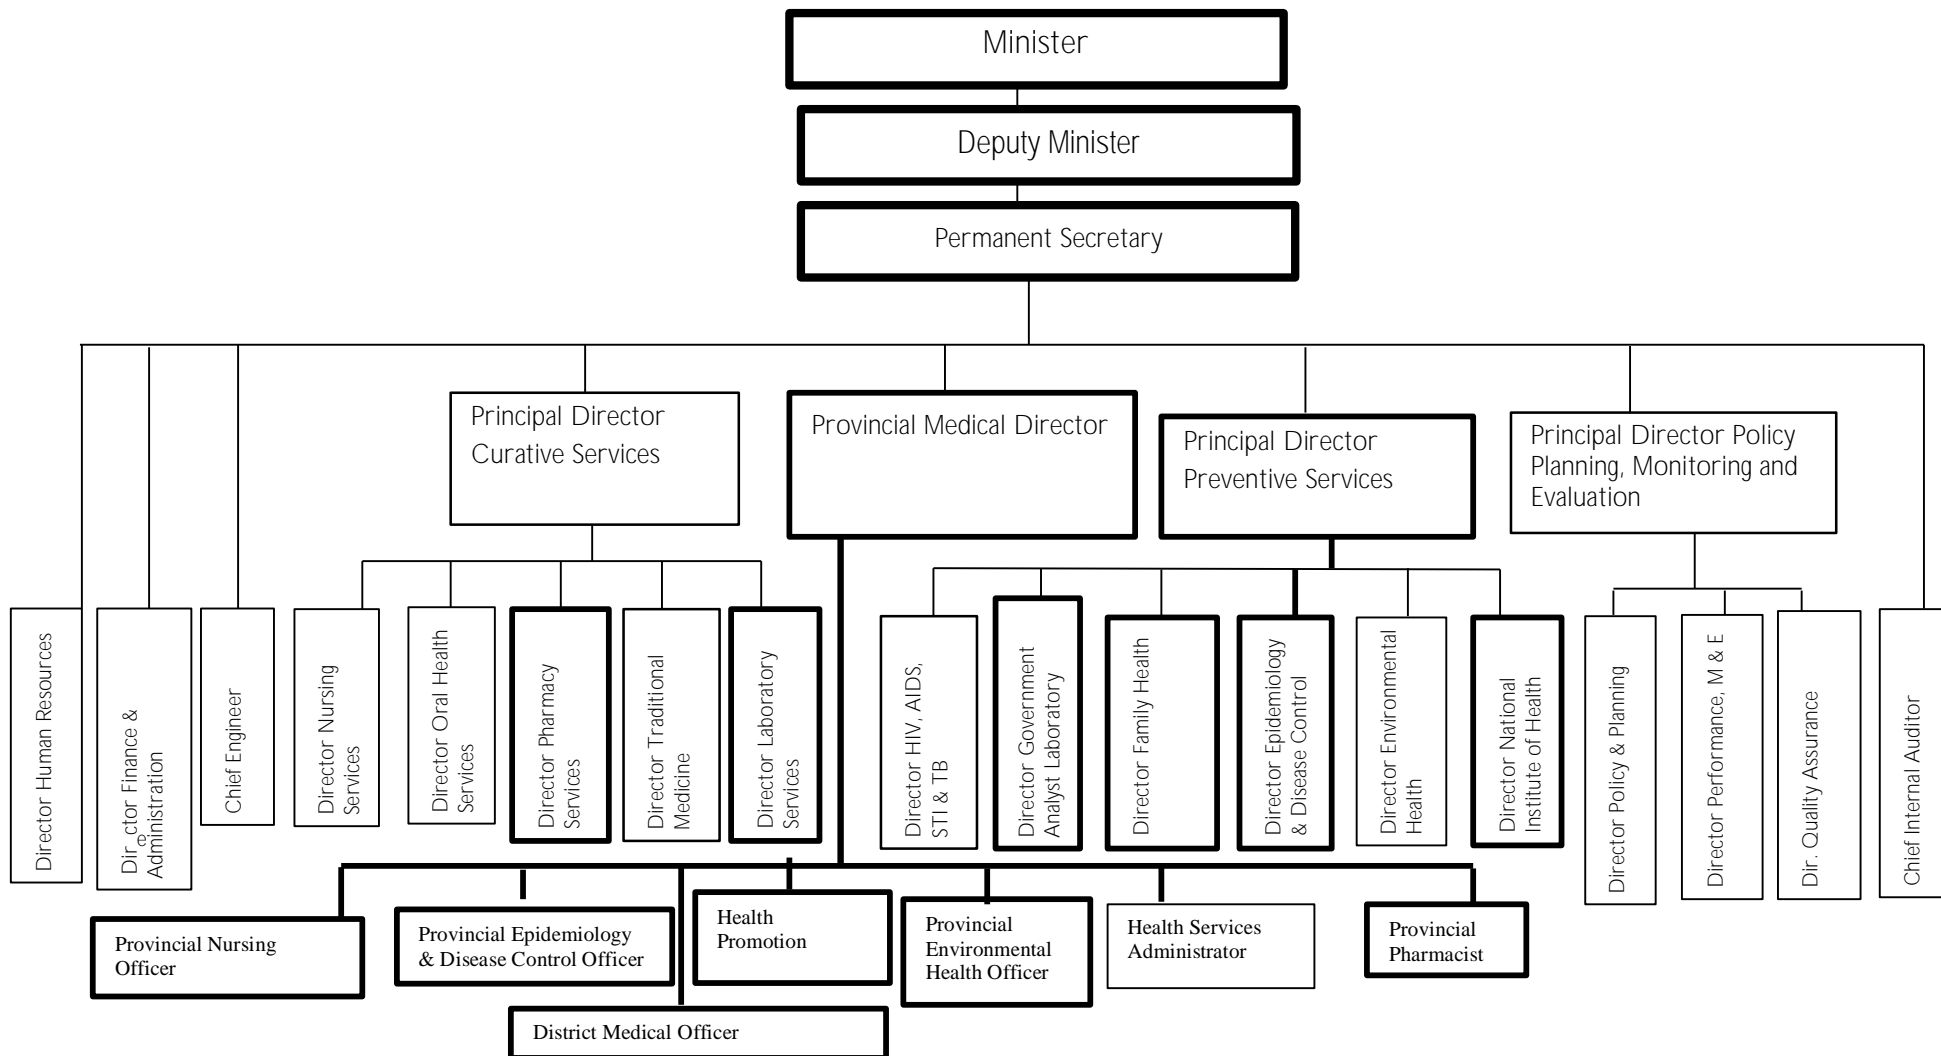 Minister
Deputy Minister
Permanent Secretary
Principal Director
Curative Services
Provincial Medical Director
Principal Director
Preventive Services
Principal Director Policy
Planning, Monitoring and
Evaluation
Director Human Resources
Director Finance &
Administration
Chief Engineer
Director Nursing
Services
Director Oral Health
Services
Director Pharmacy
Services
Director Traditional
Medicine
Director Laboratory
Services
Director HIV, AIDS,
STI & TB
Director Government
Analyst Laboratory
Director Family Health
Director Epidemiology
& Disease Control
Director Environmental
Health
Director National
Institute of Health
Director Policy & Planning
Director Performance, M & E
Dir. Quality Assurance
Chief Internal Auditor
Provincial Nursing
Officer
Provincial Epidemiology
& Disease Control Officer
Health
Promotion
Provincial
Environmental
Health Officer
Health Services
Administrator
Provincial
Pharmacist
District Medical Officer